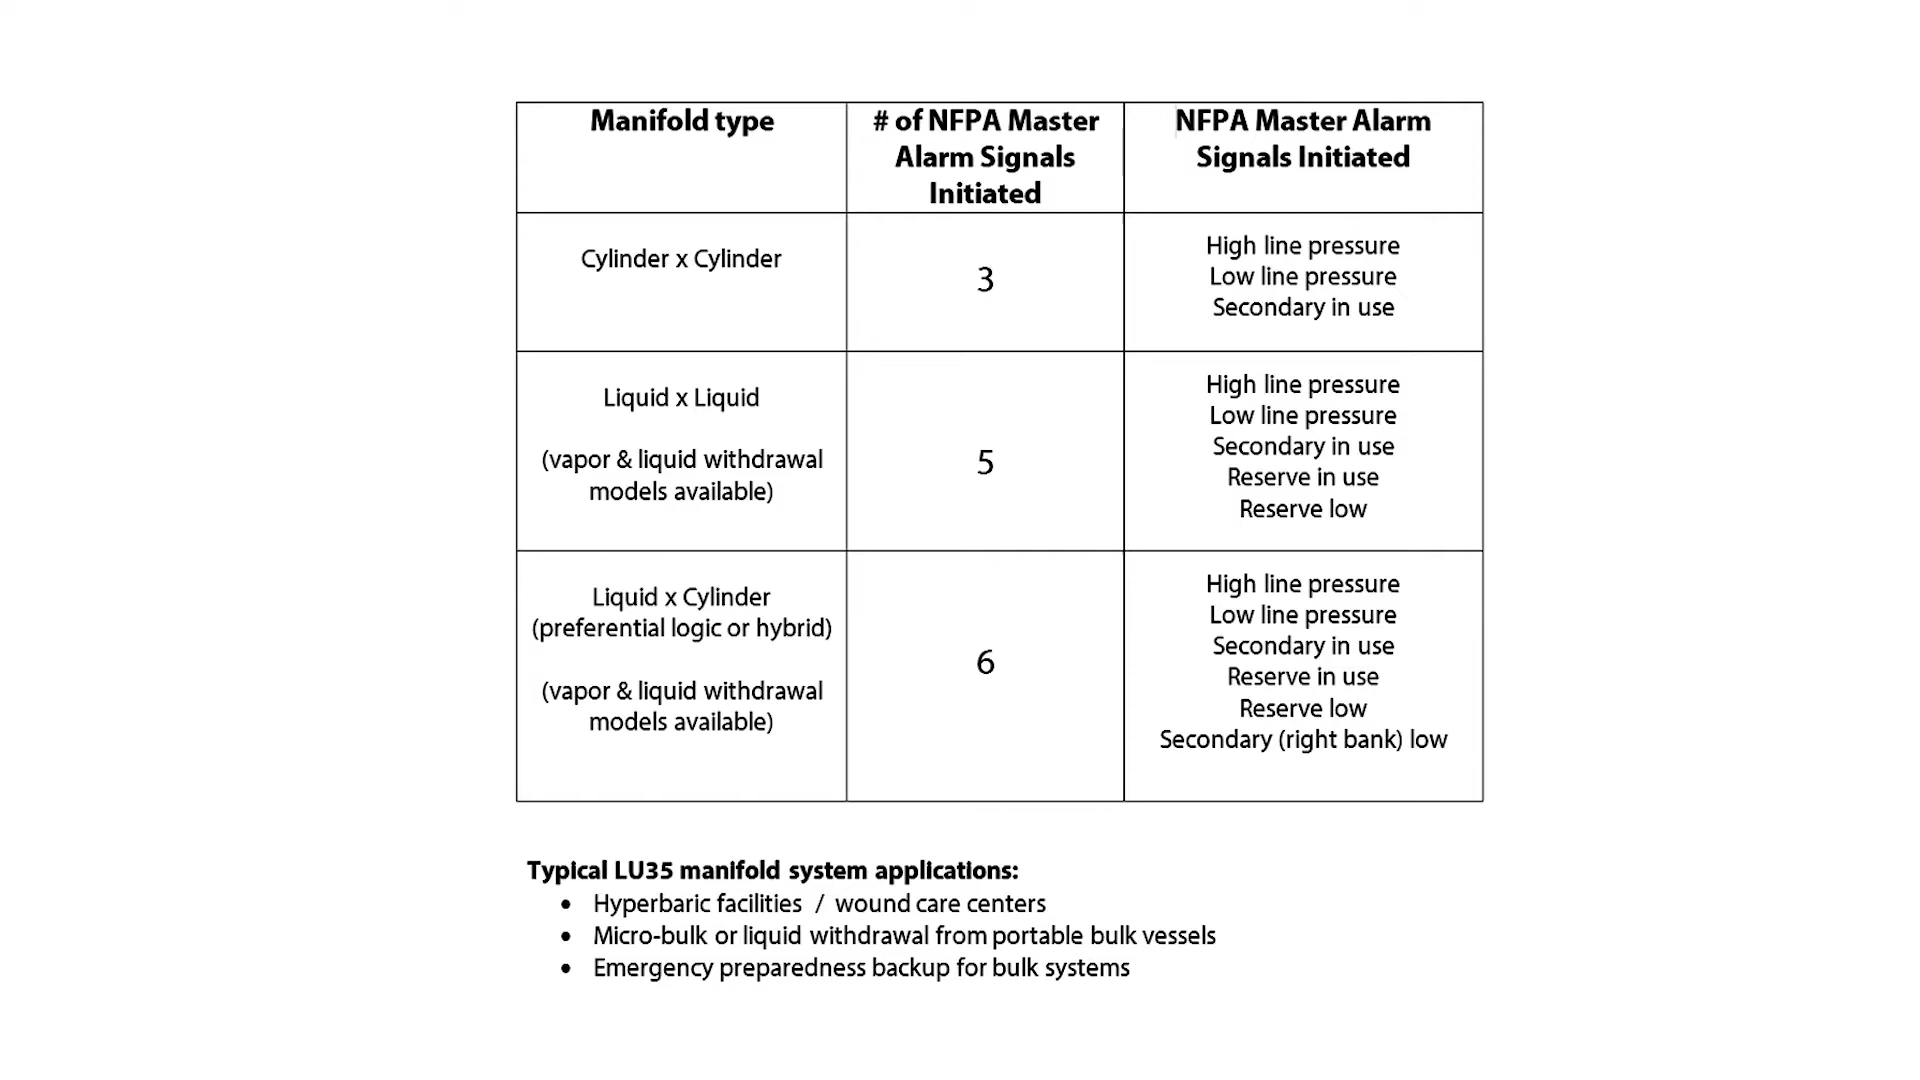 Manifold type
# of NFPA Master
Alarm Signals
Initiated
NFPA Master Alarm
Signals Initiated
Cylinder x Cylinder
3
High line pressure
Low line pressure
Secondary in use
Liquid x Liquid
(vapor & liquid withdrawal
models available)
5
High line pressure
Low line pressure
Secondary in use
Reserve in use
Reserve low
Liquid x Cylinder
(preferential logic or hybrid)
(vapor & liquid withdrawal
models available)
6
High line pressure
Low line pressure
Secondary in use
Reserve in use
Reserve low
Secondary (right bank) low
Typical LU35 manifold system applications:
• Hyperbaric facilities / wound care centers
• Micro-bulk or liquid withdrawal from portable bulk vessels
• Emergency preparedness backup for bulk systems